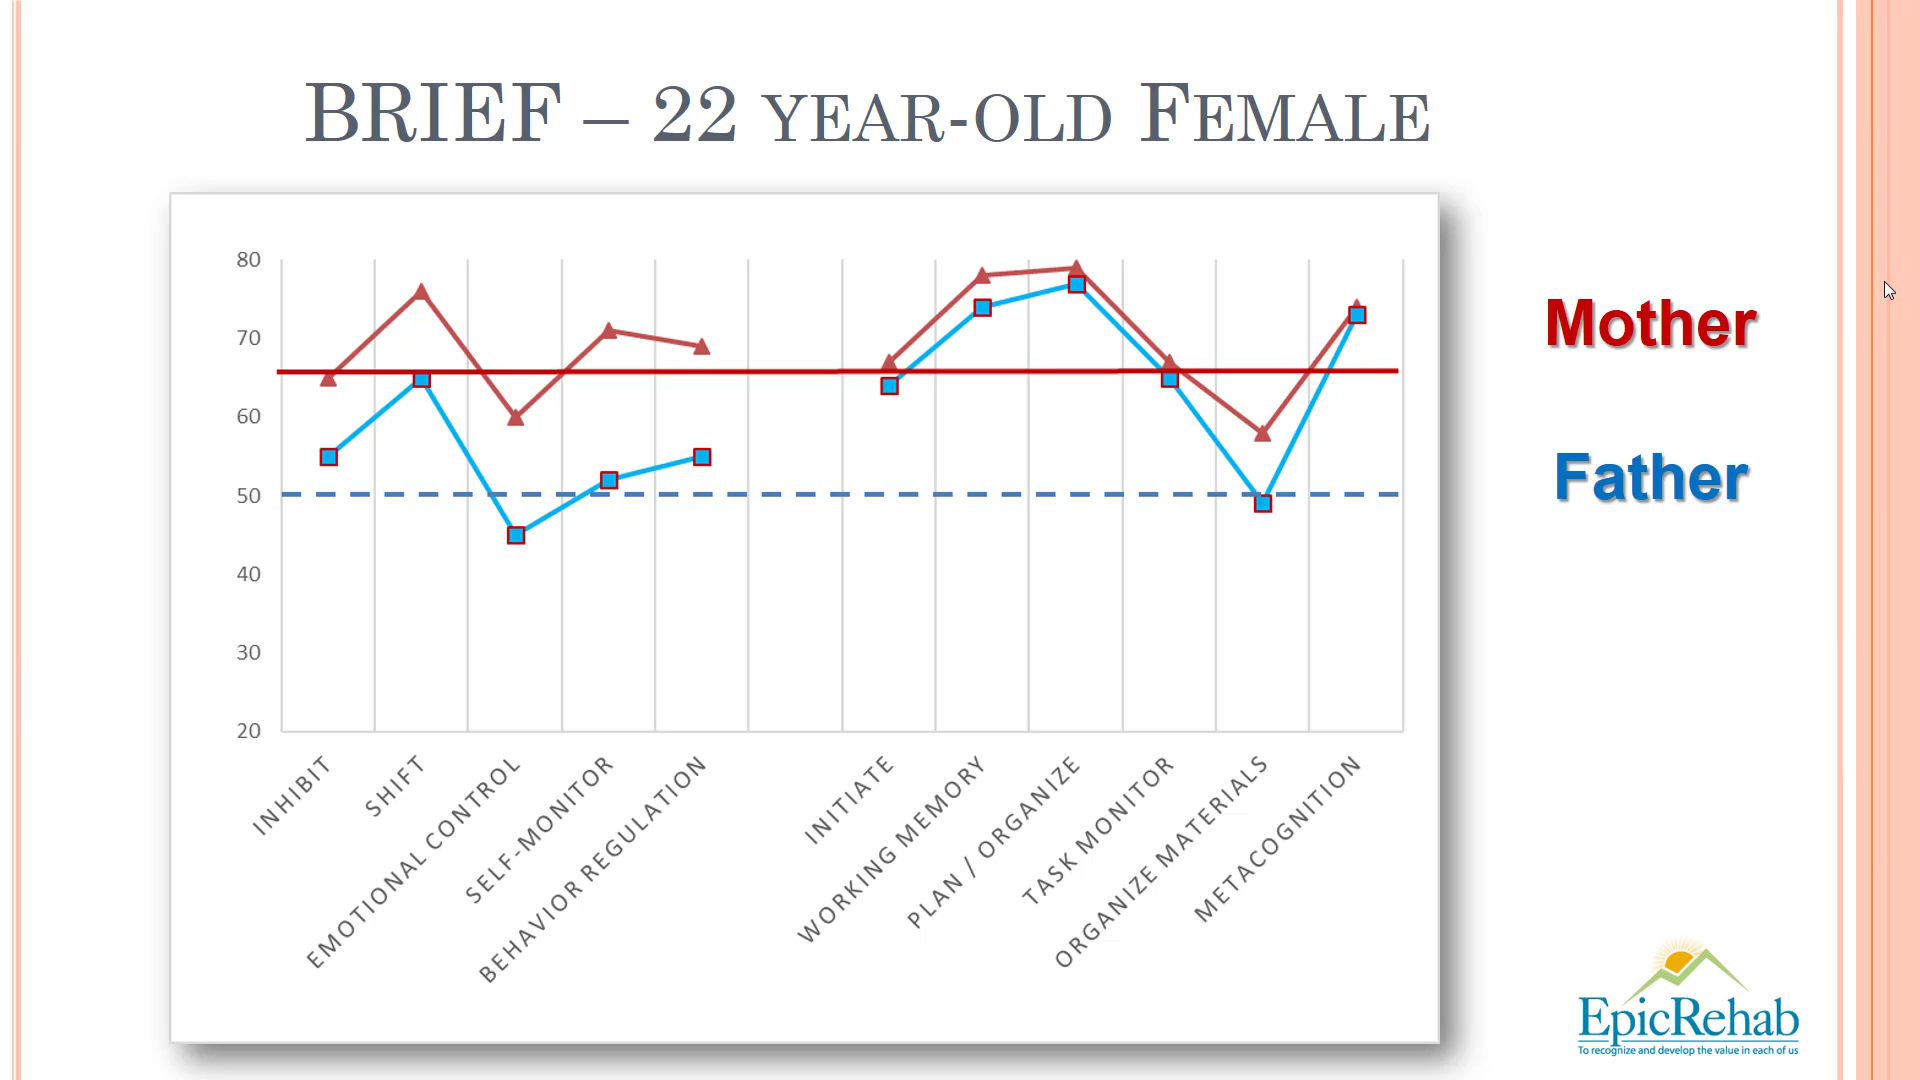 BRIEF – 22 YEAR-OLD FEMALE
80
70
60
50
40
30
20
INHIBIT
SHIFT
EMOTIONAL CONTROL
SELF-MONITOR
BEHAVIOR REGULATION
INITIATE
WORKING MEMORY
PLAN / ORGANIZE
TASK MONITOR
ORGANIZE MATERIALS
METACOGNITION
Mother
Father
EpicRehab
To recognize and develop the value in each of us